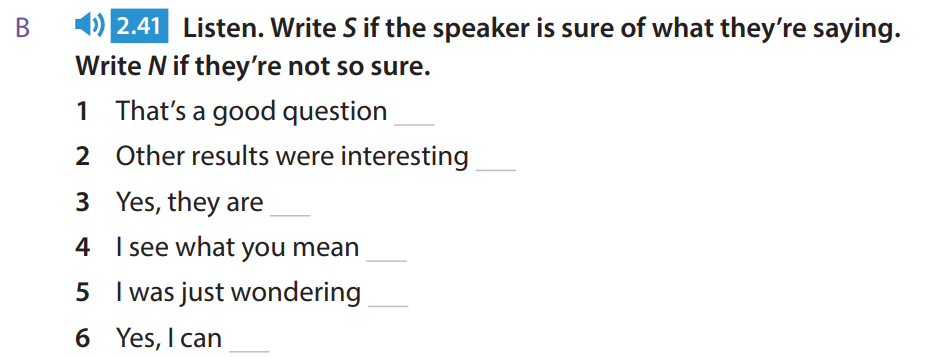 B 2.41 Listen. Write S if the speaker is sure of what they're saying.
Write N if they're not so sure.
1 That's a good question ___
2 Other results were interesting ___
3 Yes, they are ___
4 I see what you mean ___
5 I was just wondering ___
6 Yes, I can ___